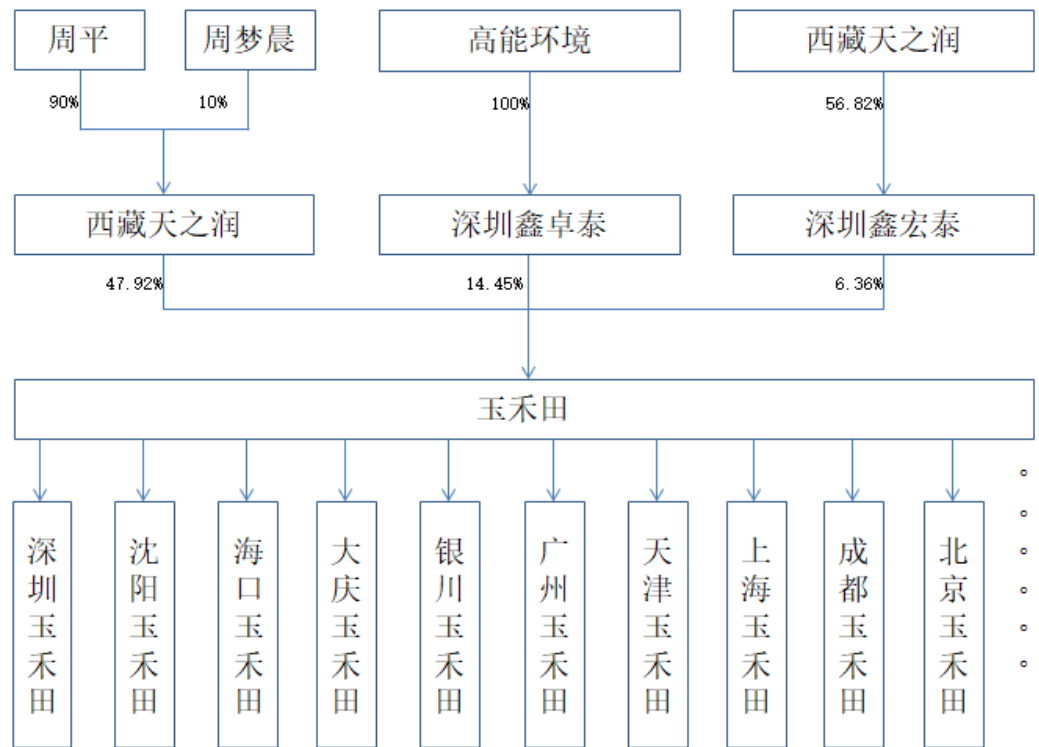 周平
周梦晨
高能环境
西藏天之润
90%
10%
100%
56.82%
西藏天之润
深圳鑫卓泰
深圳鑫宏泰
47.92%
14.45%
6.36%
玉禾田
深圳玉禾田
沈阳玉禾田
海口玉禾田
大庆玉禾田
银川玉禾田
广州玉禾田
天津玉禾田
上海玉禾田
成都玉禾田
北京玉禾田
。
。
。
。
。
。